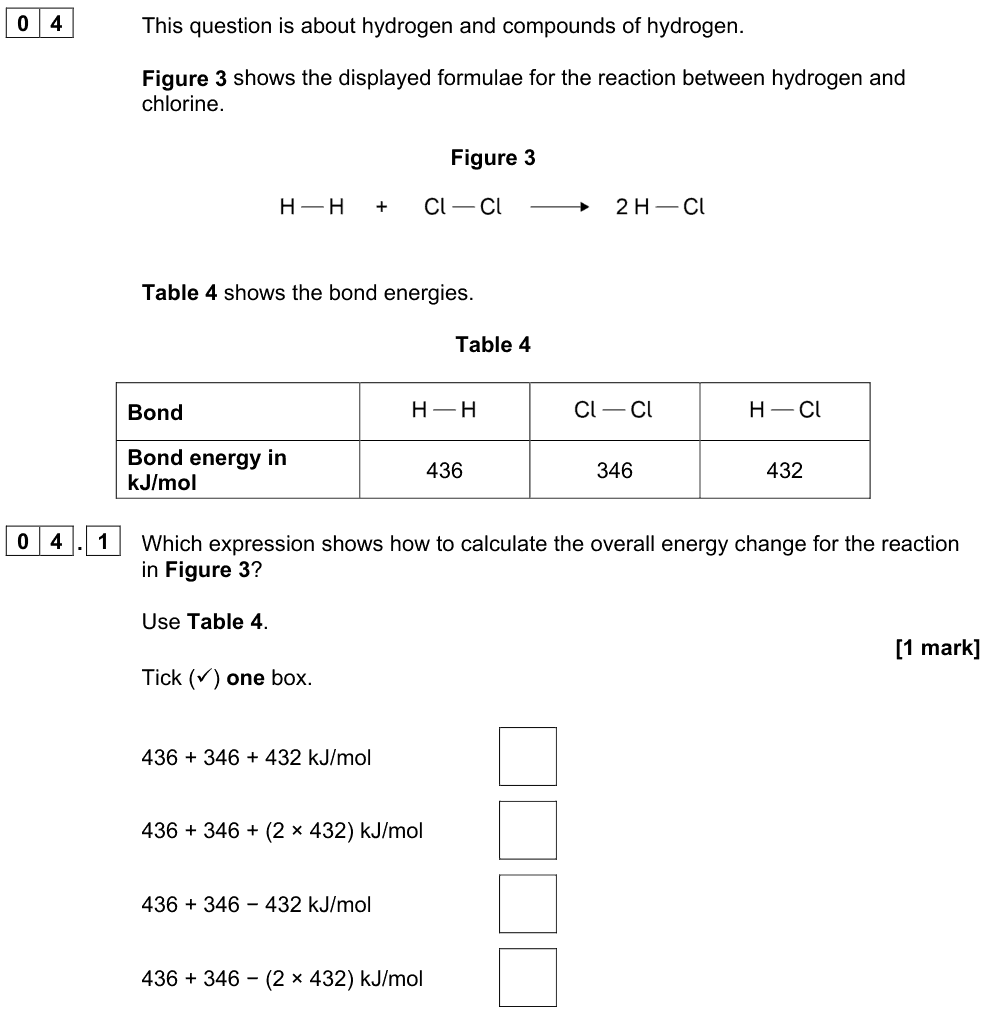 0 4 This question is about hydrogen and compounds of hydrogen.
Figure 3 shows the displayed formulae for the reaction between hydrogen and
chlorine.
Figure 3
H — H + Cl — Cl ⟶ 2 H — Cl
Table 4 shows the bond energies.
Table 4
Bond H — H Cl — Cl H — Cl
Bond energy in
kJ/mol 436 346 432
0 4 . 1 Which expression shows how to calculate the overall energy change for the reaction
in Figure 3?
Use Table 4.
[1 mark]
Tick (✓) one box.
436 + 346 + 432 kJ/mol
436 + 346 + (2 × 432) kJ/mol
436 + 346 − 432 kJ/mol
436 + 346 − (2 × 432) kJ/mol